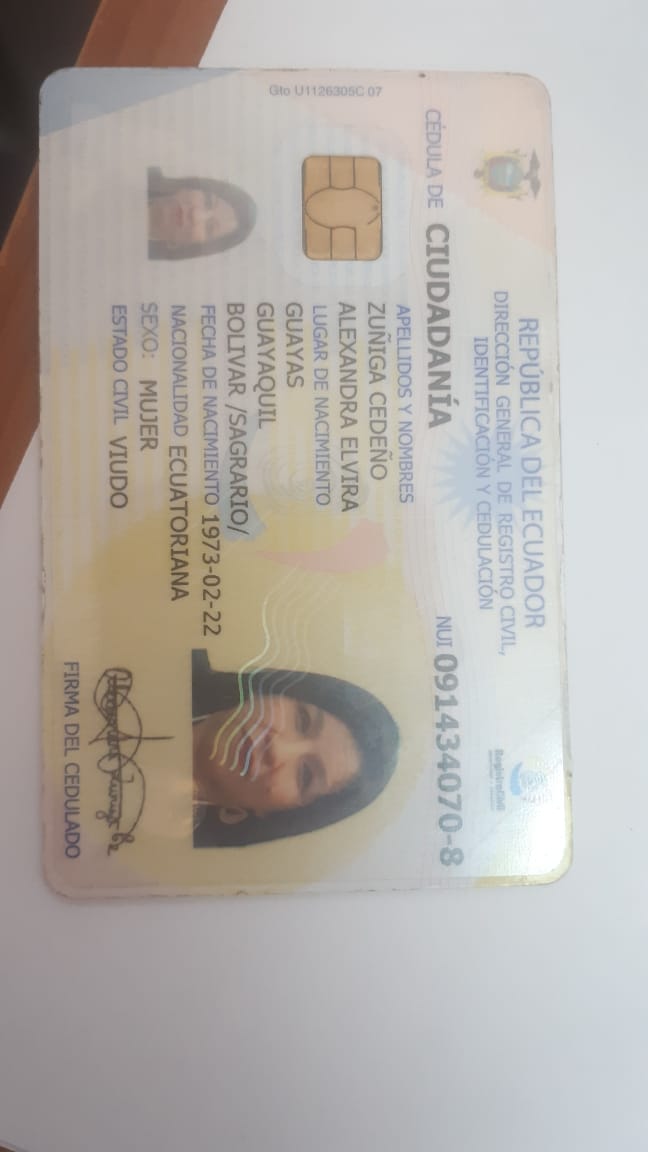 Gto U1126305C 07
REPÚBLICA DEL ECUADOR
DIRECCIÓN GENERAL DE REGISTRO CIVIL,
IDENTIFICACIÓN Y CEDULACIÓN
CÉDULA DE CIUDADANÍA
NUI 091434070-8
APELLIDOS Y NOMBRES
ZUÑIGA CEDEÑO
ALEXANDRA ELVIRA
LUGAR DE NACIMIENTO
GUAYAS
GUAYAQUIL
BOLIVAR /SAGRARIO/
FECHA DE NACIMIENTO 1973-02-22
NACIONALIDAD ECUATORIANA
SEXO: MUJER
ESTADO CIVIL VIUDO
FIRMA DEL CEDULADO